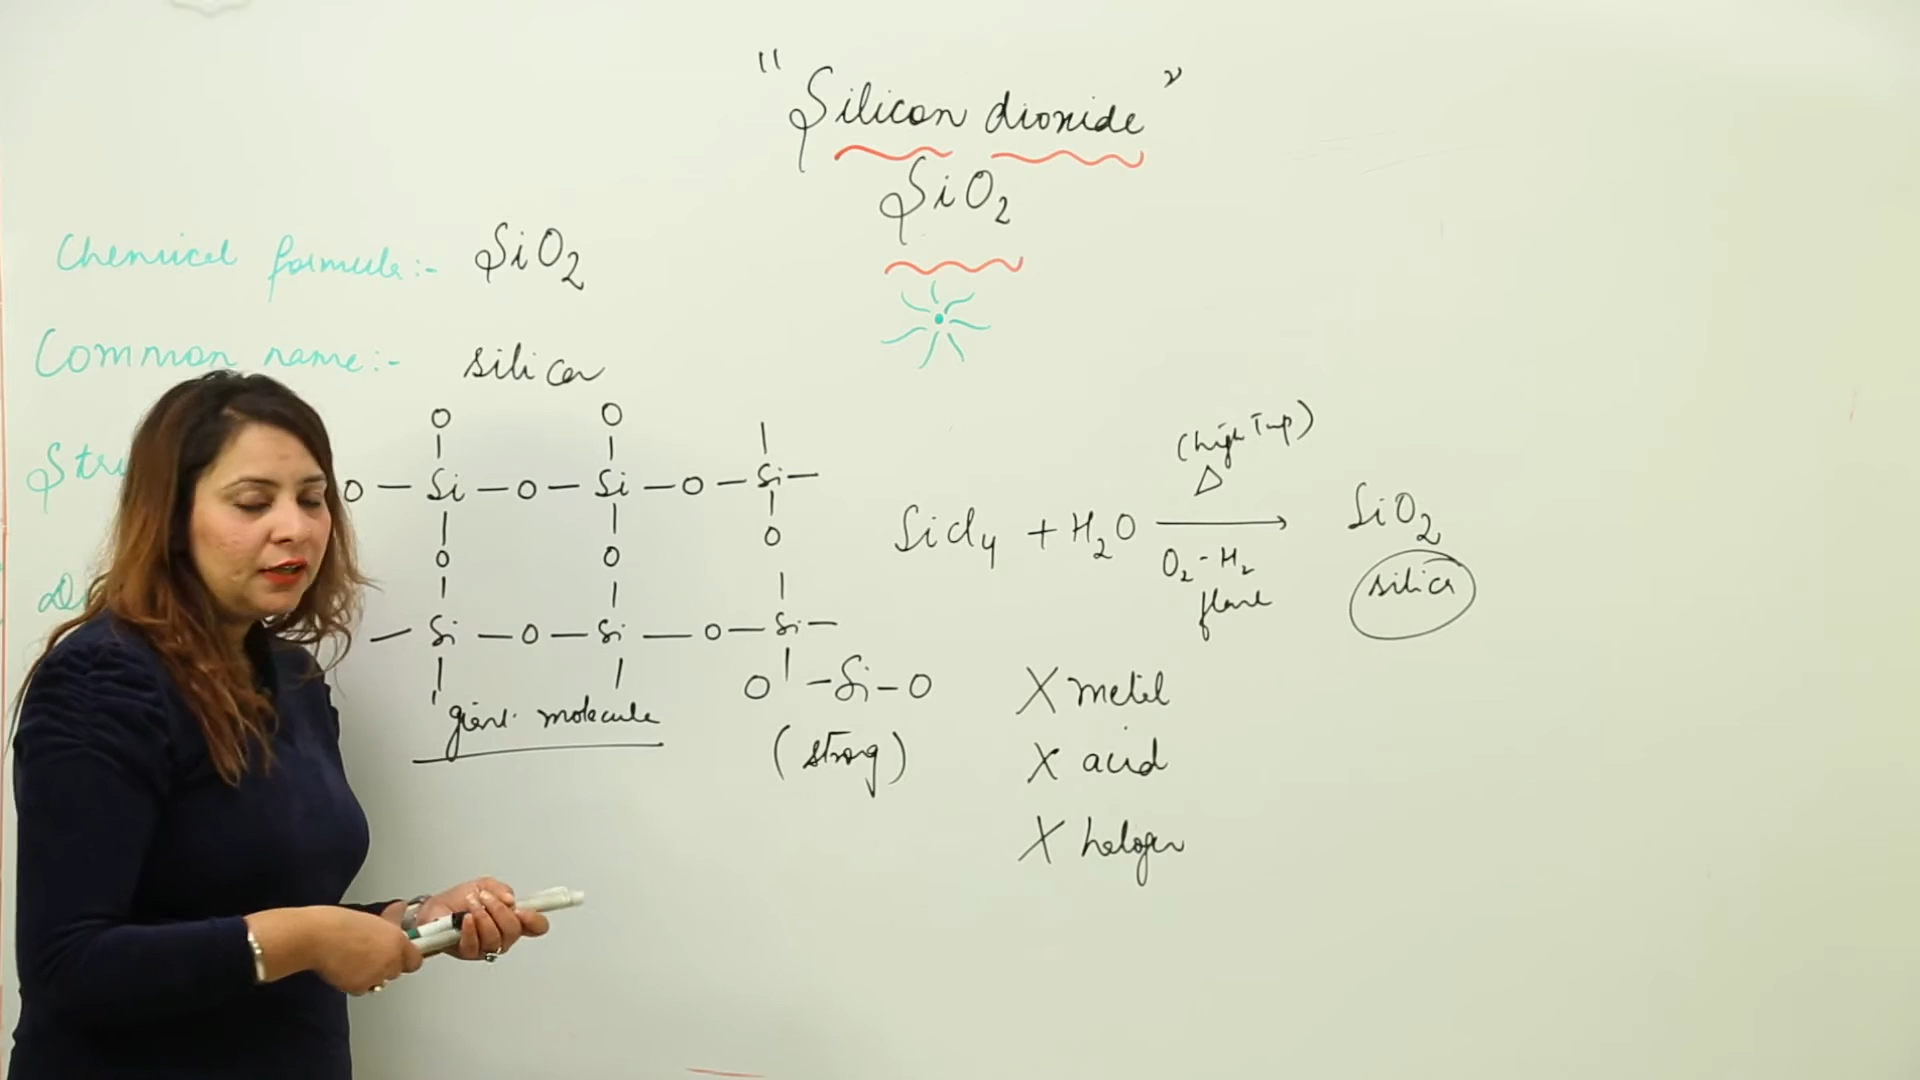 "Silicon dioxide"
SiO2
Chemical formula:- SiO2
Common name:- silica
O O
O — Si — O — Si — O — Si —
O O O
— Si — O — Si — O — Si —
O - Si - O
giant molecule
(strong)
(high Temp)
Δ
SiCl4 + H2O → SiO2
O2 - H2
flame
silica
X metal
X acid
X halogen